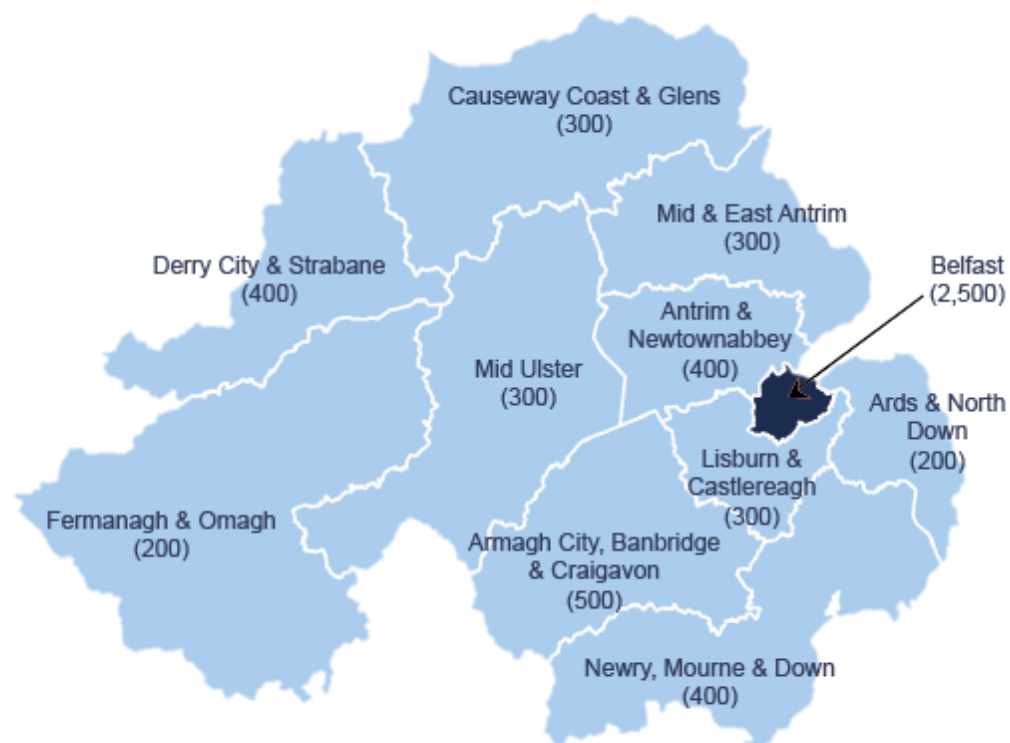 Causeway Coast & Glens
(300)
Mid & East Antrim
(300)
Derry City & Strabane
(400)
Belfast
(2,500)
Antrim &
Newtownabbey
(400)
Mid Ulster
(300)
Ards & North
Down
(200)
Lisburn &
Castlereagh
(300)
Fermanagh & Omagh
(200)
Armagh City, Banbridge
& Craigavon
(500)
Newry, Mourne & Down
(400)